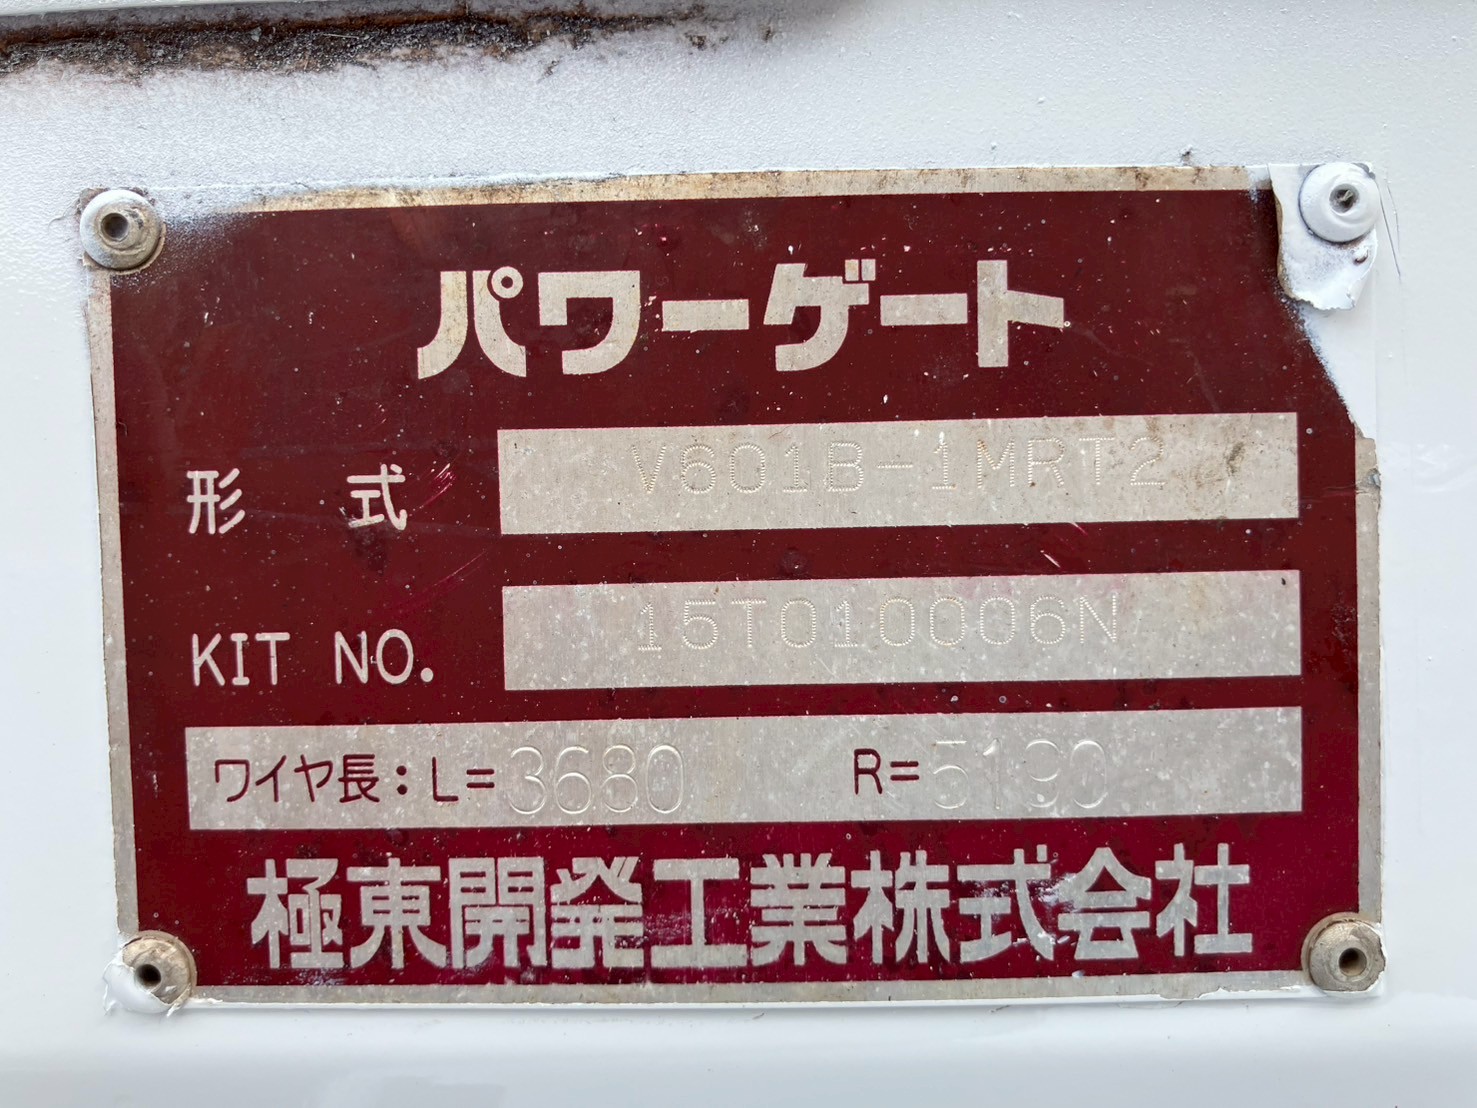 パワーゲート
形式 V601B-1MRT2
KIT NO. 15T010006N
ワイヤ長:L=3680 R=5190
極東開発工業株式会社